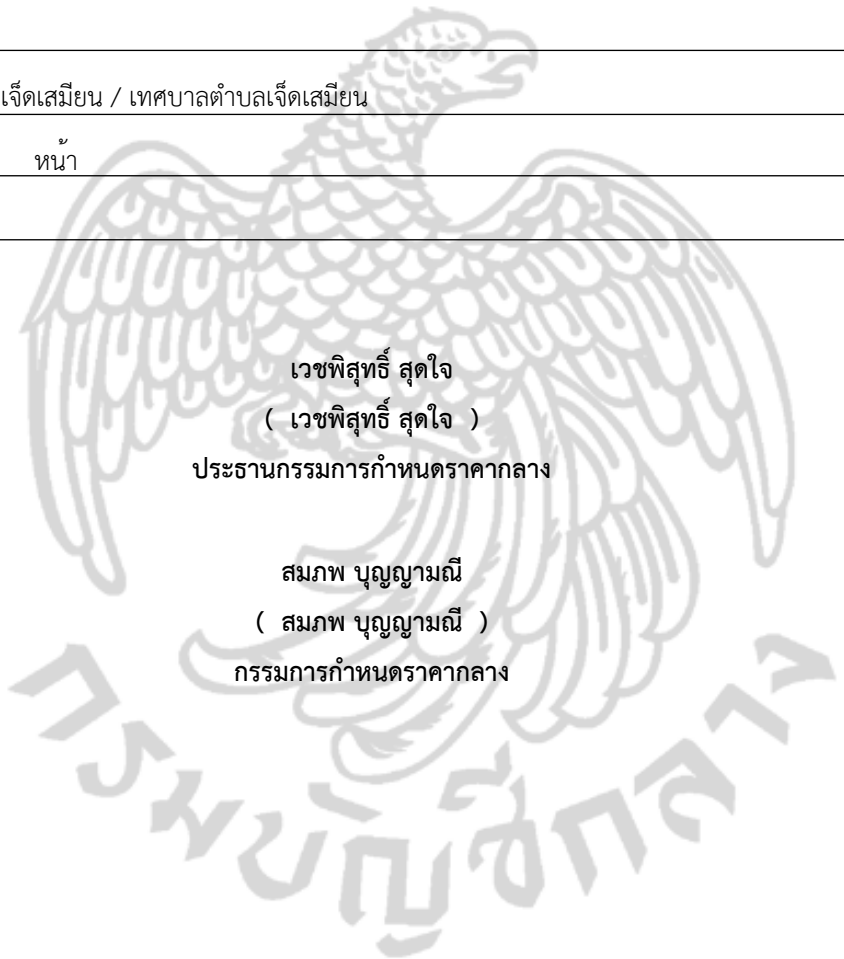 เจ็ดเสมียน / เทศบาลตำบลเจ็ดเสมียน
หน้า
เวชพิสุทธิ์ สุดใจ
( เวชพิสุทธิ์ สุดใจ )
ประธานกรรมการกำหนดราคากลาง
สมภพ บุญญามณี
( สมภพ บุญญามณี )
กรรมการกำหนดราคากลาง
กรมบัญชีกลาง